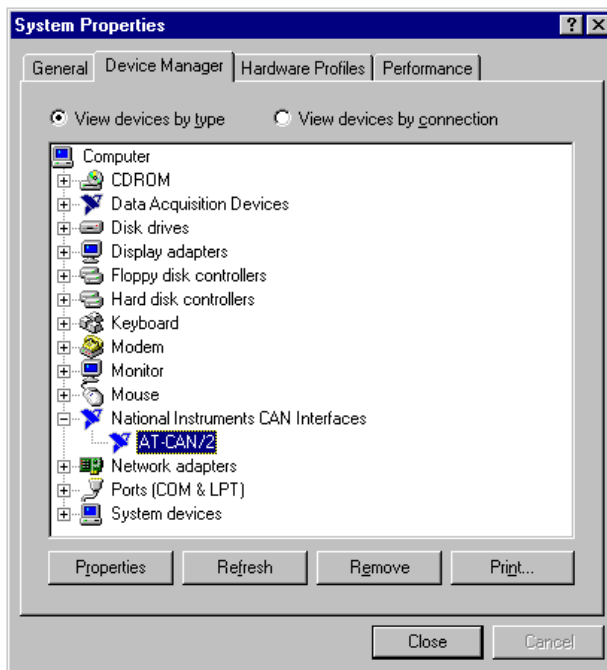 System Properties
General Device Manager Hardware Profiles Performance
View devices by type View devices by connection
Computer
CDROM
Data Acquisition Devices
Disk drives
Display adapters
Floppy disk controllers
Hard disk controllers
Keyboard
Modem
Monitor
Mouse
National Instruments CAN Interfaces
AT-CAN/2
Network adapters
Ports (COM & LPT)
System devices
Properties Refresh Remove Print...
Close Cancel